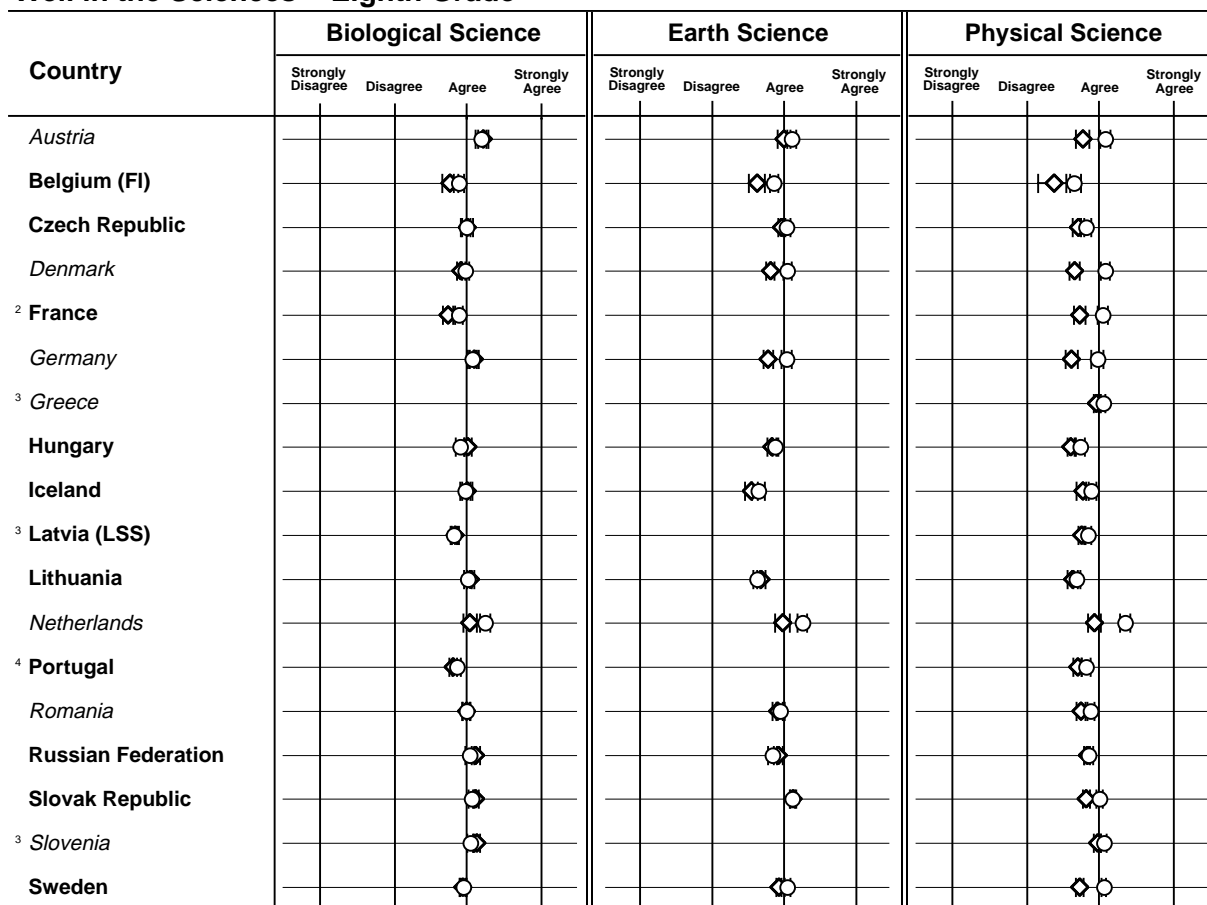 Well in the Sciences – Eighth Grade
Country
Biological Science
Earth Science
Physical Science
Strongly Disagree Disagree Agree Strongly Agree
Strongly Disagree Disagree Agree Strongly Agree
Strongly Disagree Disagree Agree Strongly Agree
Austria
Belgium (Fl)
Czech Republic
Denmark
2 France
Germany
3 Greece
Hungary
Iceland
3 Latvia (LSS)
Lithuania
Netherlands
4 Portugal
Romania
Russian Federation
Slovak Republic
3 Slovenia
Sweden